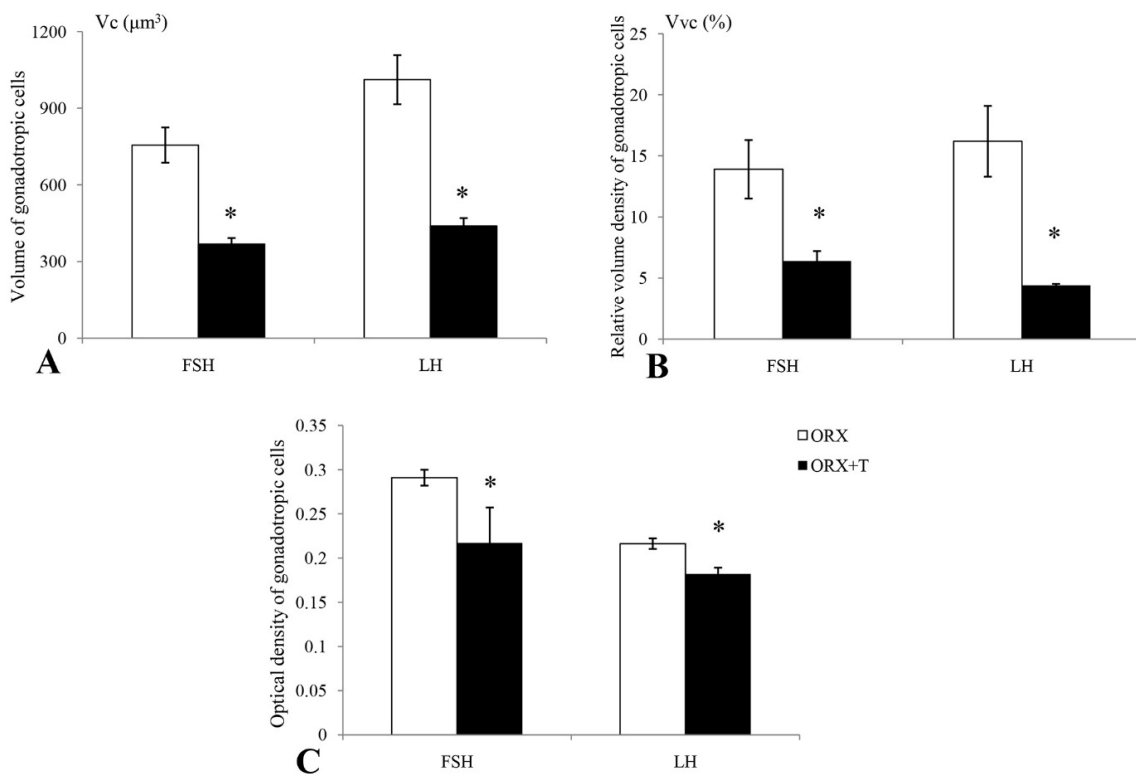 Vc (μm³)
Volume of gonadotropic cells
1200
900
600
300
0
FSH
LH
A
Vvc (%)
Relative volume density of gonadotropic cells
25
20
15
10
5
0
FSH
LH
B
*
*
*
*
Optical density of gonadotropic cells
0.35
0.3
0.25
0.2
0.15
0.1
0.05
0
FSH
LH
C
*
*
ORX
ORX+T